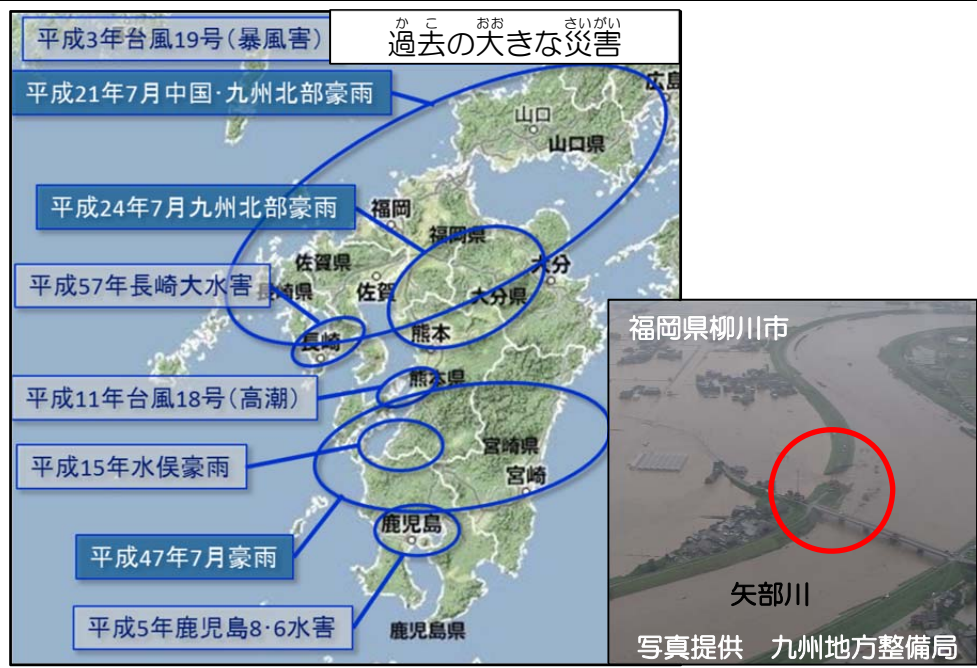 平成3年台風19号（暴風害）
過去の大きな災害
かこ おお さいがい
平成21年7月中国・九州北部豪雨
広島
山口
山口県
平成24年7月九州北部豪雨
福岡
福岡県
佐賀県
大分
平成57年長崎大水害
長崎県
佐賀
大分県
福岡県柳川市
長崎
熊本
平成11年台風18号（高潮）
熊本県
平成15年水俣豪雨
宮崎県
宮崎
鹿児島
平成47年7月豪雨
矢部川
平成5年鹿児島8・6水害
鹿児島県
写真提供　九州地方整備局